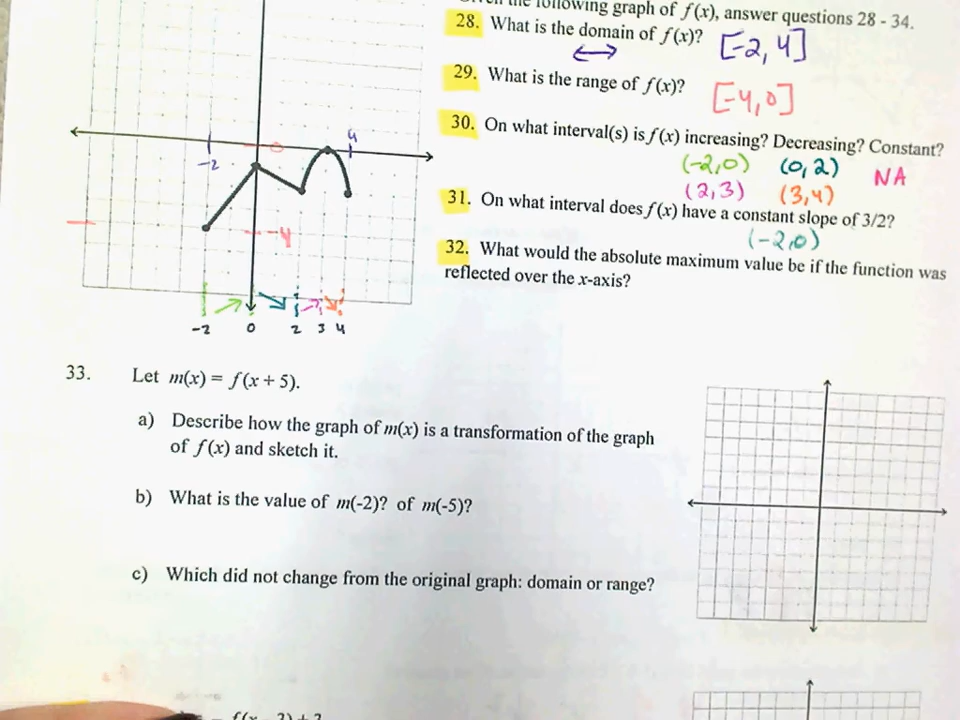 the following graph of f(x), answer questions 28 - 34.
28. What is the domain of f(x)? [-2, 4]
29. What is the range of f(x)? [-4, 0]
30. On what interval(s) is f(x) increasing? Decreasing? Constant?
(-2, 0) (0, 2) NA
(2, 3) (3, 4)
31. On what interval does f(x) have a constant slope of 3/2?
(-2, 0)
32. What would the absolute maximum value be if the function was
reflected over the x-axis?
-2 0 4
-4
-2 0 2 3 4
33. Let m(x) = f(x + 5).
a) Describe how the graph of m(x) is a transformation of the graph
of f(x) and sketch it.
b) What is the value of m(-2)? of m(-5)?
c) Which did not change from the original graph: domain or range?